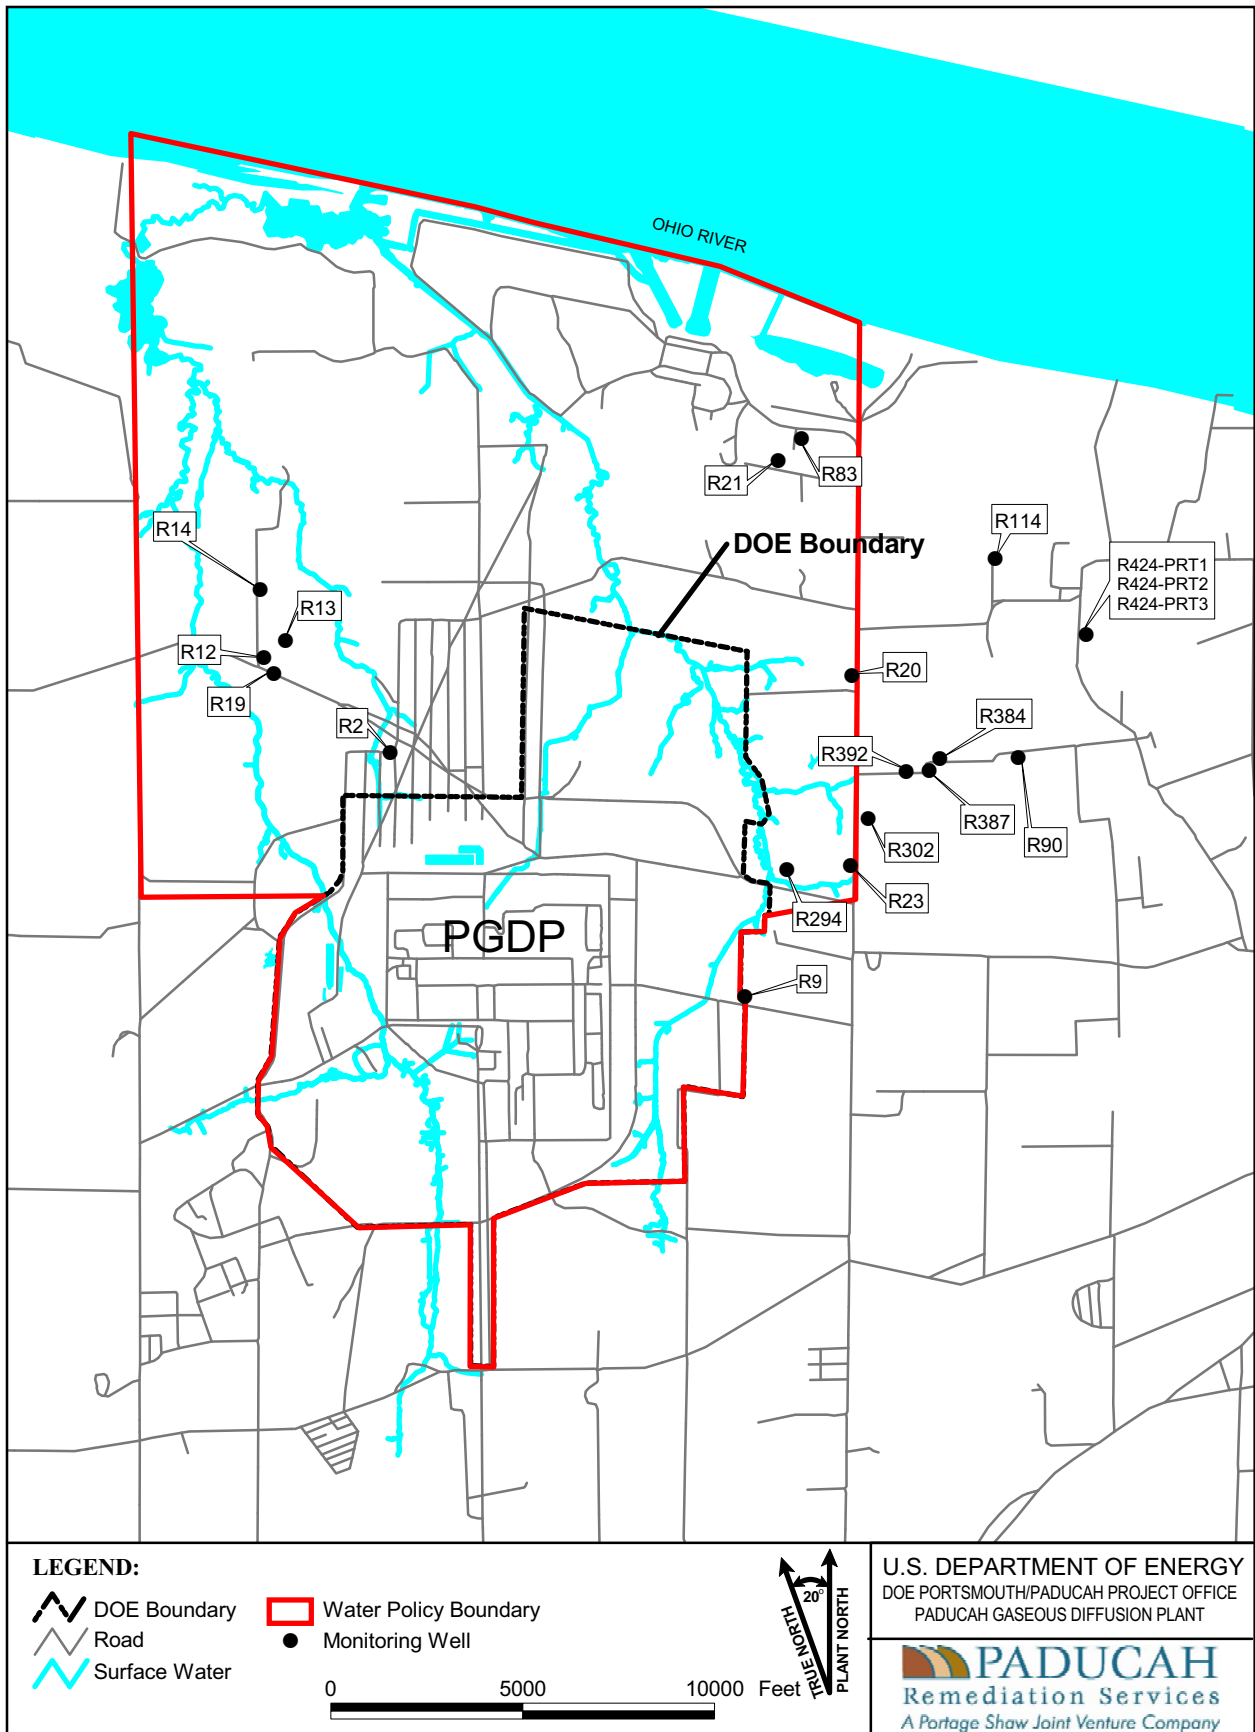 OHIO RIVER
R21
R83
R14
DOE Boundary
R114
R424-PRT1
R424-PRT2
R424-PRT3
R13
R12
R19
R20
R2
R384
R392
R387
R90
R302
R23
R294
PGDP
R9
LEGEND:
DOE Boundary
Road
Surface Water
Water Policy Boundary
Monitoring Well
0 5000 10000 Feet
20°
TRUE NORTH
PLANT NORTH
U.S. DEPARTMENT OF ENERGY
DOE PORTSMOUTH/PADUCAH PROJECT OFFICE
PADUCAH GASEOUS DIFFUSION PLANT
PADUCAH
Remediation Services
A Portage Shaw Joint Venture Company